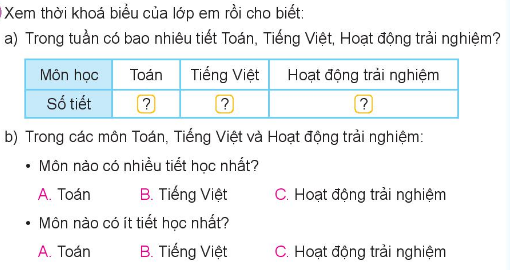 Xem thời khoá biểu của lớp em rồi cho biết:
a) Trong tuần có bao nhiêu tiết Toán, Tiếng Việt, Hoạt động trải nghiệm?
Môn học Toán Tiếng Việt Hoạt động trải nghiệm
Số tiết ? ? ?
b) Trong các môn Toán, Tiếng Việt và Hoạt động trải nghiệm:
• Môn nào có nhiều tiết học nhất?
A. Toán B. Tiếng Việt C. Hoạt động trải nghiệm
• Môn nào có ít tiết học nhất?
A. Toán B. Tiếng Việt C. Hoạt động trải nghiệm